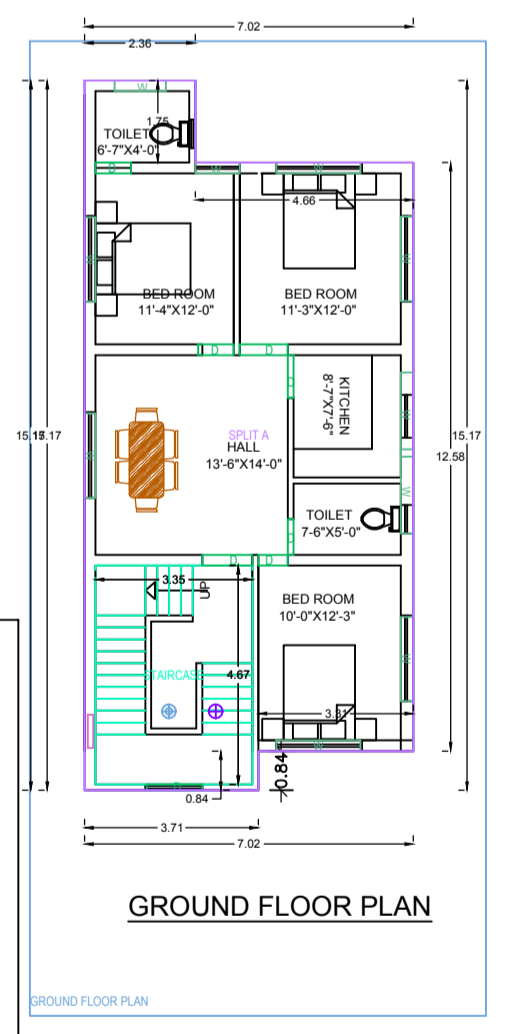 7.02
2.36
W
1.75
TOILET
6'-7"X4'-0"
D
W
W
4.66
W
W
BED ROOM
11'-4"X12'-0"
BED ROOM
11'-3"X12'-0"
D
D
D
KITCHEN
8'-7"X7'-6"
SPLIT A
HALL
13'-6"X14'-0"
15.17
15.17
12.58
W
TOILET
7-6"X5'-0"
D
D
D
3.35
UP
BED ROOM
10'-0"X12'-3"
STAIRCASE
4.67
3.31
W
0.84
0.84
3.71
7.02
GROUND FLOOR PLAN
GROUND FLOOR PLAN